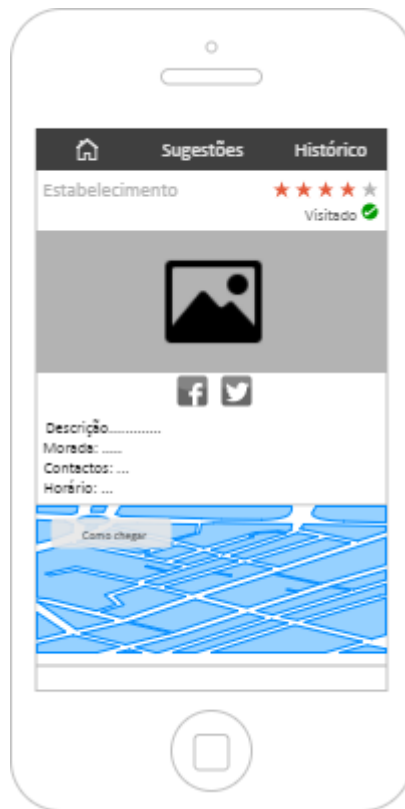 Sugestões Histórico
Estabelecimento
Visitado
Descrição.............
Morada: .....
Contactos: ...
Horário: ...
Como chegar